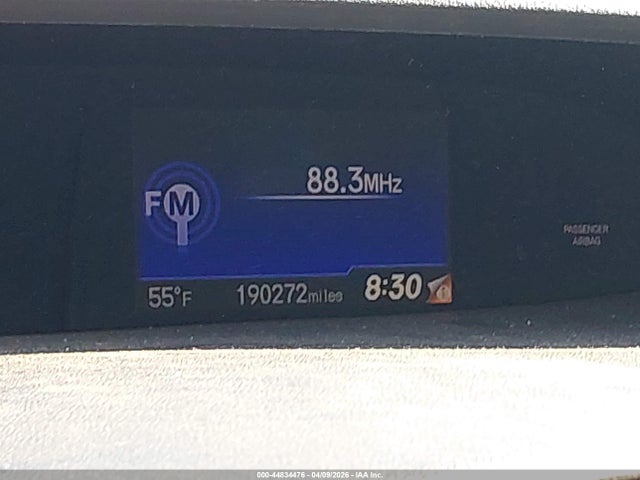 88.3MHz
FM
PASSENGER
AIRBAG
55°F 190272miles 8:30
000-44834476 - 04/09/2026 - IAA Inc.